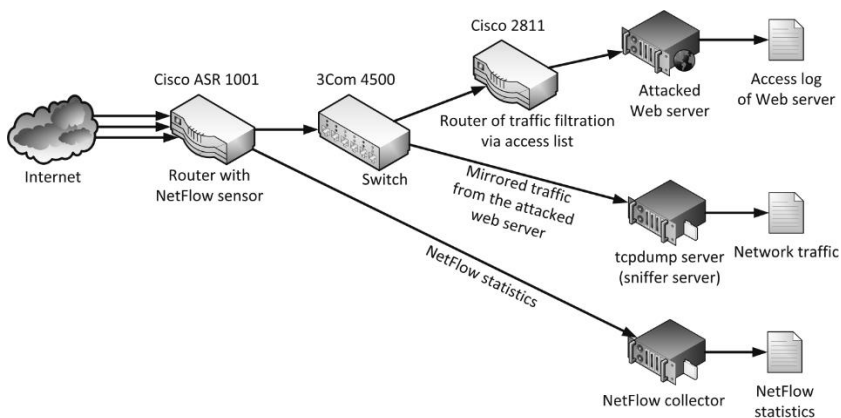 Cisco 2811
Cisco ASR 1001
3Com 4500
Attacked
Web server
Access log
of Web server
Router of traffic filtration
via access list
Internet
Router with
NetFlow sensor
Switch
Mirrored traffic
from the attacked
web server
tcpdump server
(sniffer server)
Network traffic
NetFlow statistics
NetFlow collector
NetFlow
statistics